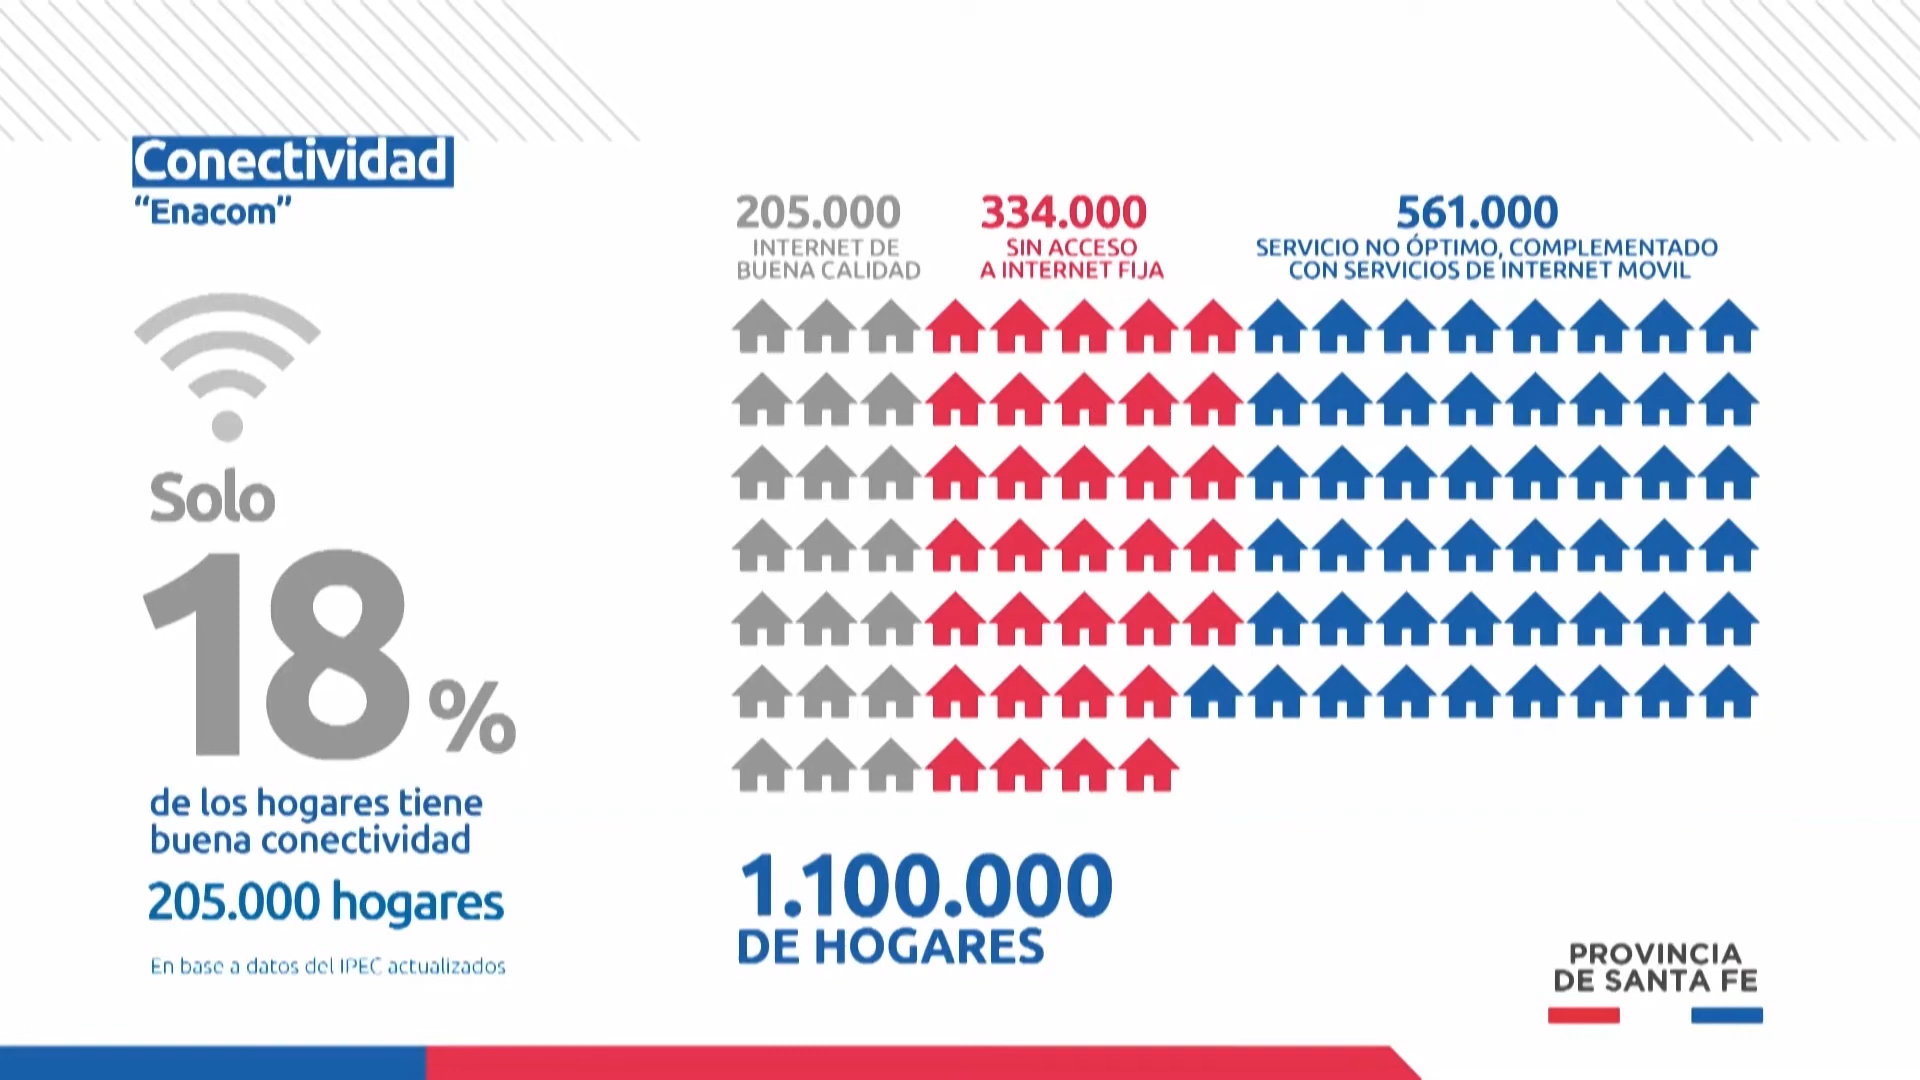 Conectividad
“Enacom”
Solo
18%
de los hogares tiene
buena conectividad
205.000 hogares
En base a datos del IPEC actualizados
205.000
INTERNET DE
BUENA CALIDAD
334.000
SIN ACCESO
A INTERNET FIJA
561.000
SERVICIO NO ÓPTIMO, COMPLEMENTADO
CON SERVICIOS DE INTERNET MOVIL
1.100.000
DE HOGARES
PROVINCIA
DE SANTA FE